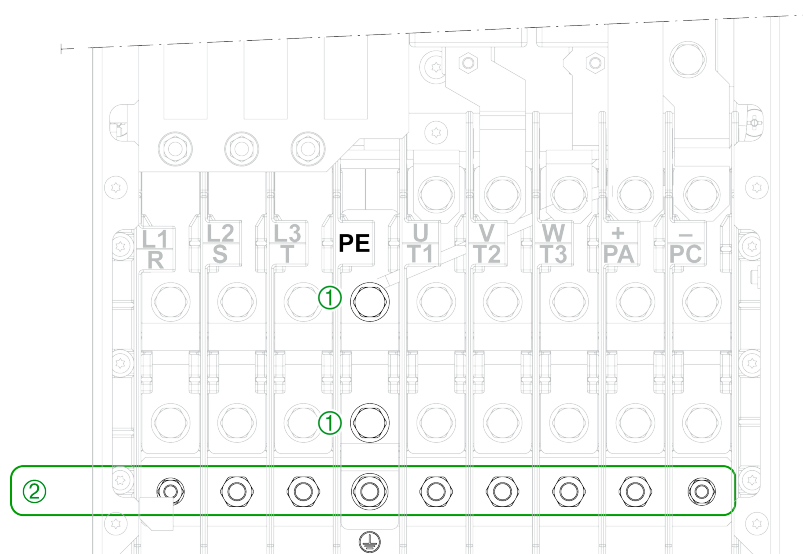 L1 L2 L3 PE U V W + –
R S T T1 T2 T3 PA PC
①
①
②